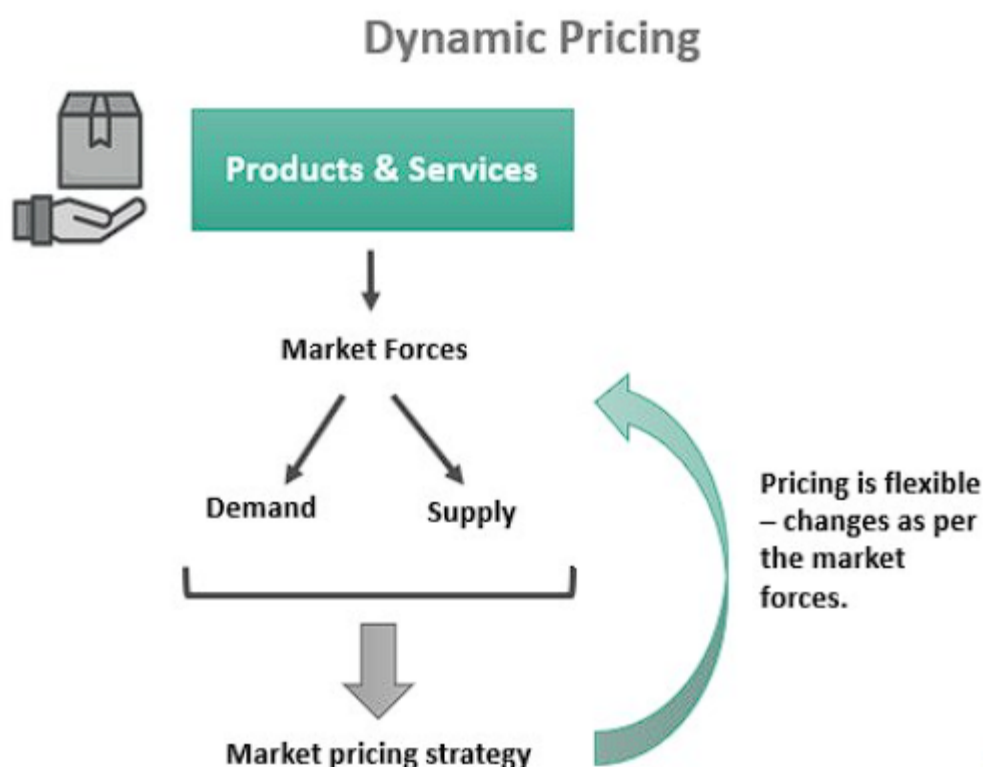 Dynamic Pricing
Products & Services
Market Forces
Demand
Supply
Pricing is flexible
– changes as per
the market
forces.
Market pricing strategy